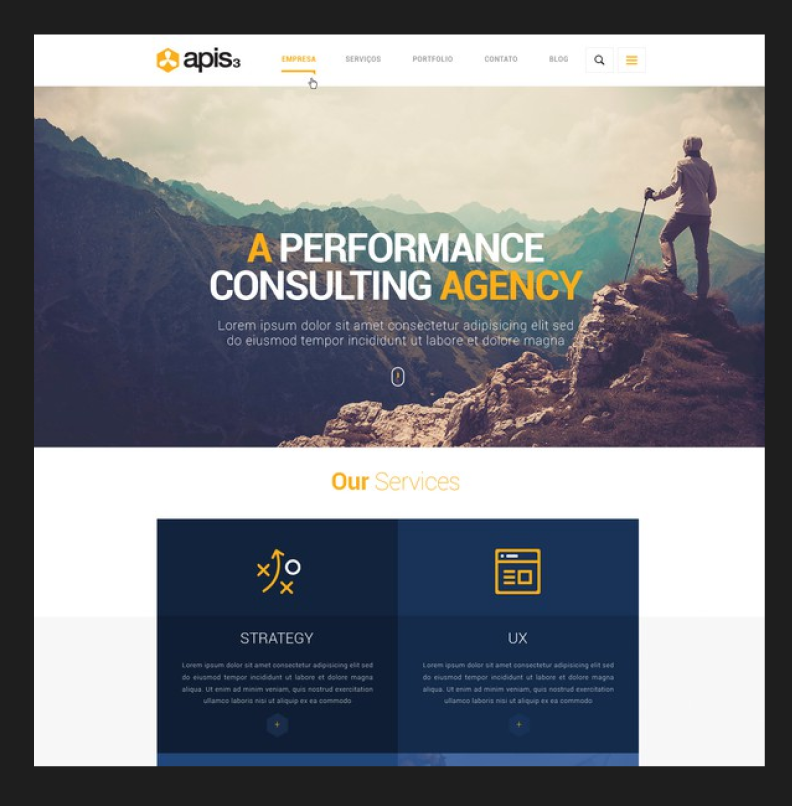 apis3
EMPRESA SERVIÇOS PORTFOLIO CONTATO BLOG
A PERFORMANCE
CONSULTING AGENCY
Lorem ipsum dolor sit amet consectetur adipisicing elit sed
do eiusmod tempor incididunt ut labore et dolore magna
Our Services
STRATEGY
Lorem ipsum dolor sit amet consectetur adipisicing elit sed
do eiusmod tempor incididunt ut labore et dolore magna
aliqua. Ut enim ad minim veniam, quis nostrud exercitation
ullamco laboris nisi ut aliquip ex ea commodo
UX
Lorem ipsum dolor sit amet consectetur adipisicing elit sed
do eiusmod tempor incididunt ut labore et dolore magna
aliqua. Ut enim ad minim veniam, quis nostrud exercitation
ullamco laboris nisi ut aliquip ex ea commodo